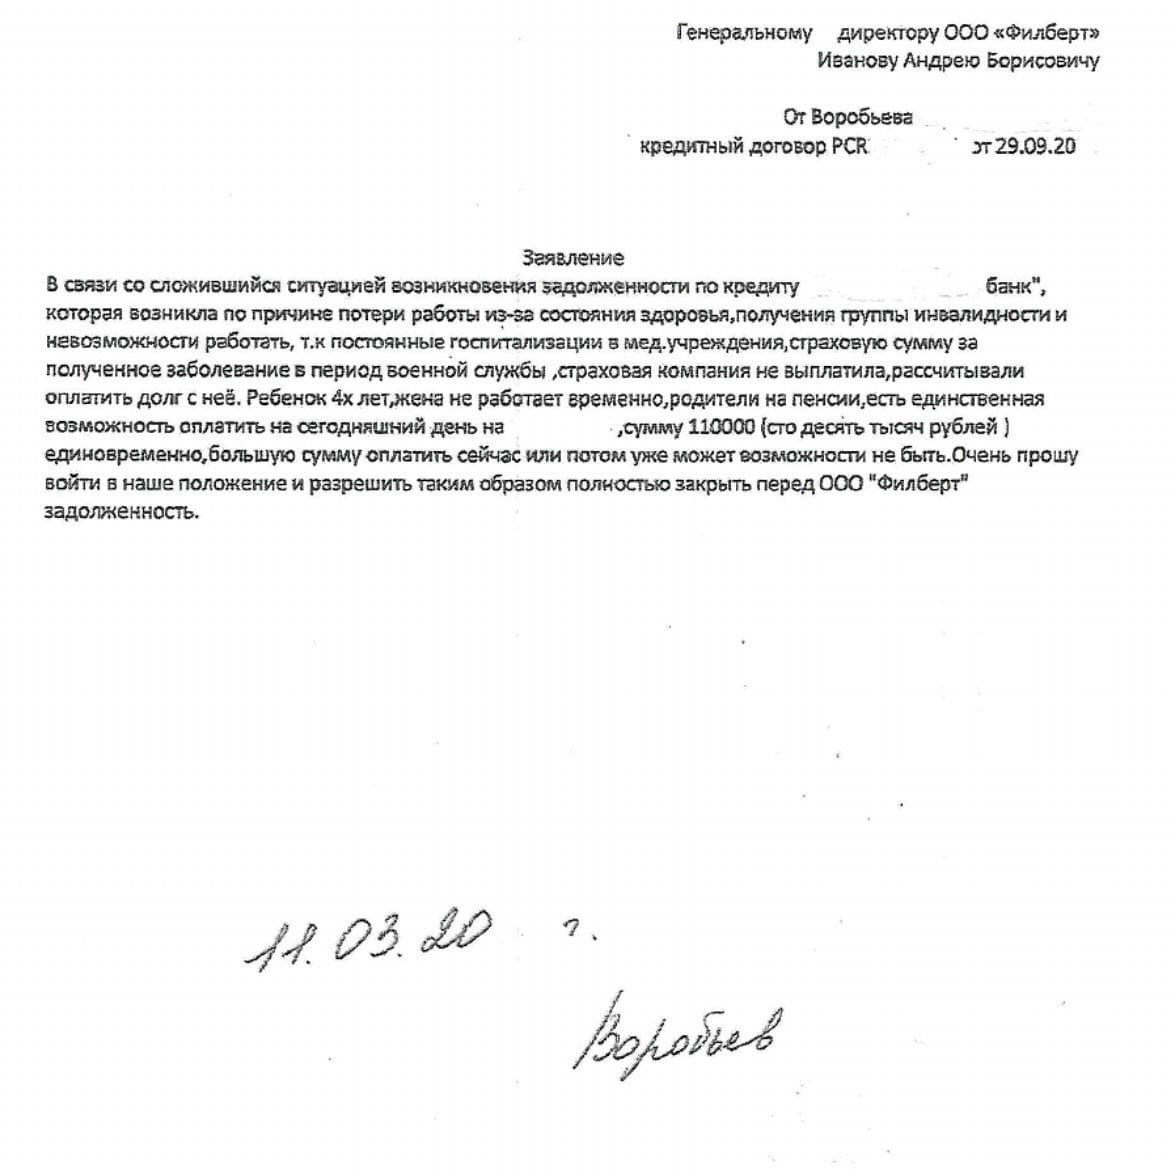 Генеральному директору ООО «Филберт»
Иванову Андрею Борисовичу
От Воробьева
кредитный договор PCR от 29.09.20
Заявление
В связи со сложившийся ситуацией возникновения задолженности по кредиту банк",
которая возникла по причине потери работы из-за состояния здоровья,получения группы инвалидности и
невозможности работать, т.к постоянные госпитализации в мед.учреждения,страховую сумму за
полученное заболевание в период военной службы ,страховая компания не выплатила,рассчитывали
оплатить долг с неё. Ребенок 4х лет,жена не работает временно,родители на пенсии,есть единственная
возможность оплатить на сегодняшний день на ,сумму 110000 (сто десять тысяч рублей )
единовременно,большую сумму оплатить сейчас или потом уже может возможности не быть.Очень прошу
войти в наше положение и разрешить таким образом полностью закрыть перед ООО "Филберт"
задолженность.
11.03.20 г.
Воробьев